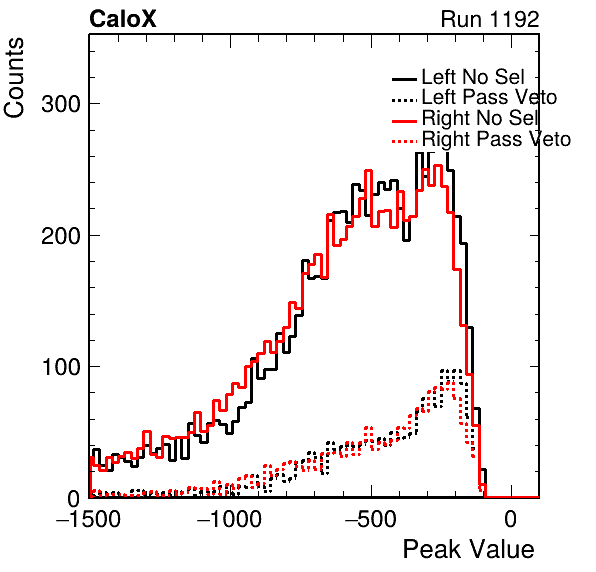 CaloX Run 1192
Counts
Left No Sel
Left Pass Veto
Right No Sel
Right Pass Veto
300
200
100
0
−1500 −1000 −500 0
Peak Value